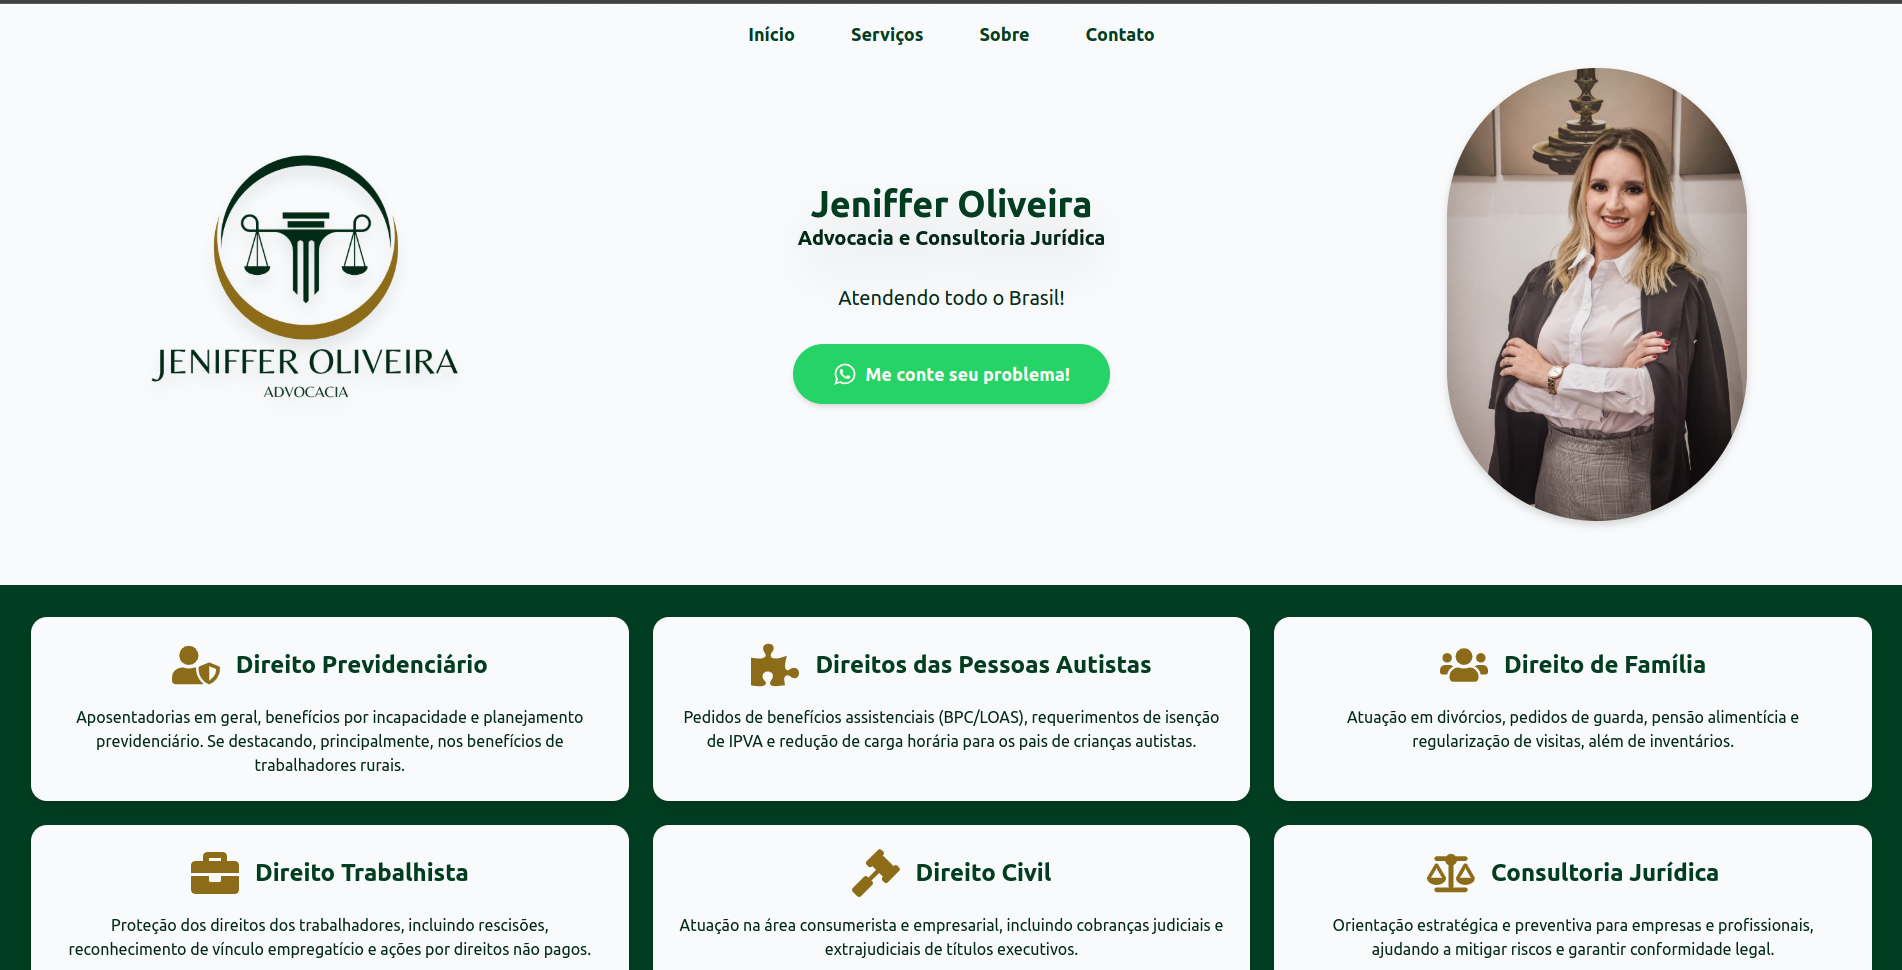 Início
Serviços
Sobre
Contato
JENIFFER OLIVEIRA
ADVOCACIA
Jeniffer Oliveira
Advocacia e Consultoria Jurídica
Atendendo todo o Brasil!
Me conte seu problema!
Direito Previdenciário
Aposentadorias em geral, benefícios por incapacidade e planejamento
previdenciário. Se destacando, principalmente, nos benefícios de
trabalhadores rurais.
Direitos das Pessoas Autistas
Pedidos de benefícios assistenciais (BPC/LOAS), requerimentos de isenção
de IPVA e redução de carga horária para os pais de crianças autistas.
Direito de Família
Atuação em divórcios, pedidos de guarda, pensão alimentícia e
regularização de visitas, além de inventários.
Direito Trabalhista
Proteção dos direitos dos trabalhadores, incluindo rescisões,
reconhecimento de vínculo empregatício e ações por direitos não pagos.
Direito Civil
Atuação na área consumerista e empresarial, incluindo cobranças judiciais e
extrajudiciais de títulos executivos.
Consultoria Jurídica
Orientação estratégica e preventiva para empresas e profissionais,
ajudando a mitigar riscos e garantir conformidade legal.